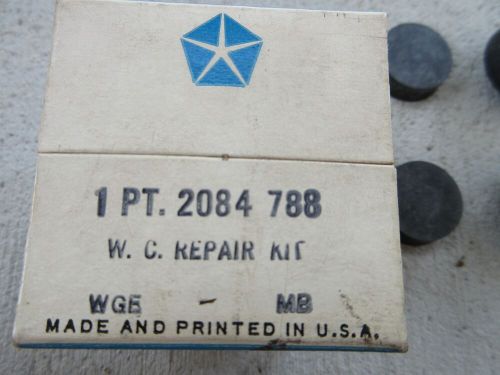 1 PT. 2084 788
W. C. REPAIR KIT
WGE - MB
MADE AND PRINTED IN U.S.A.